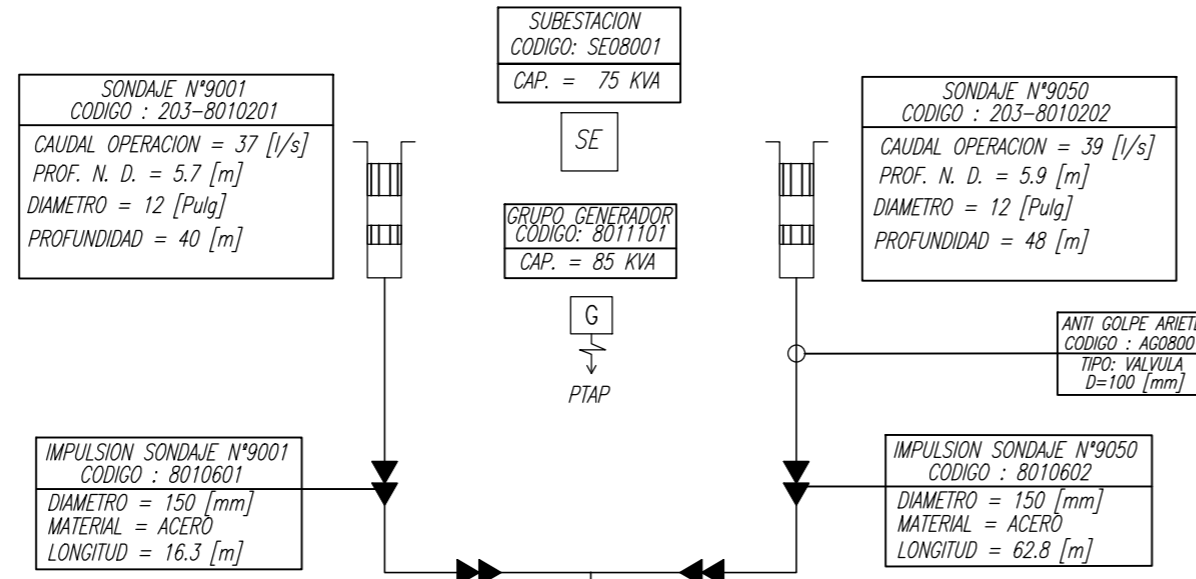 SUBESTACION
CODIGO: SE08001
CAP. = 75 KVA
SE
SONDAJE N°9001
CODIGO : 203-8010201
CAUDAL OPERACION = 37 [l/s]
PROF. N. D. = 5.7 [m]
DIAMETRO = 12 [Pulg]
PROFUNDIDAD = 40 [m]
SONDAJE N°9050
CODIGO : 203-8010202
CAUDAL OPERACION = 39 [l/s]
PROF. N. D. = 5.9 [m]
DIAMETRO = 12 [Pulg]
PROFUNDIDAD = 48 [m]
GRUPO GENERADOR
CODIGO: 8011101
CAP. = 85 KVA
G
PTAP
ANTI GOLPE ARIETE
CODIGO :
TIPO: VALVULA
D=100 [mm]
IMPULSION SONDAJE N°9001
CODIGO : 8010601
DIAMETRO = 150 [mm]
MATERIAL = ACERO
LONGITUD = 16.3 [m]
IMPULSION SONDAJE N°9050
CODIGO : 8010602
DIAMETRO = 150 [mm]
MATERIAL = ACERO
LONGITUD = 62.8 [m]